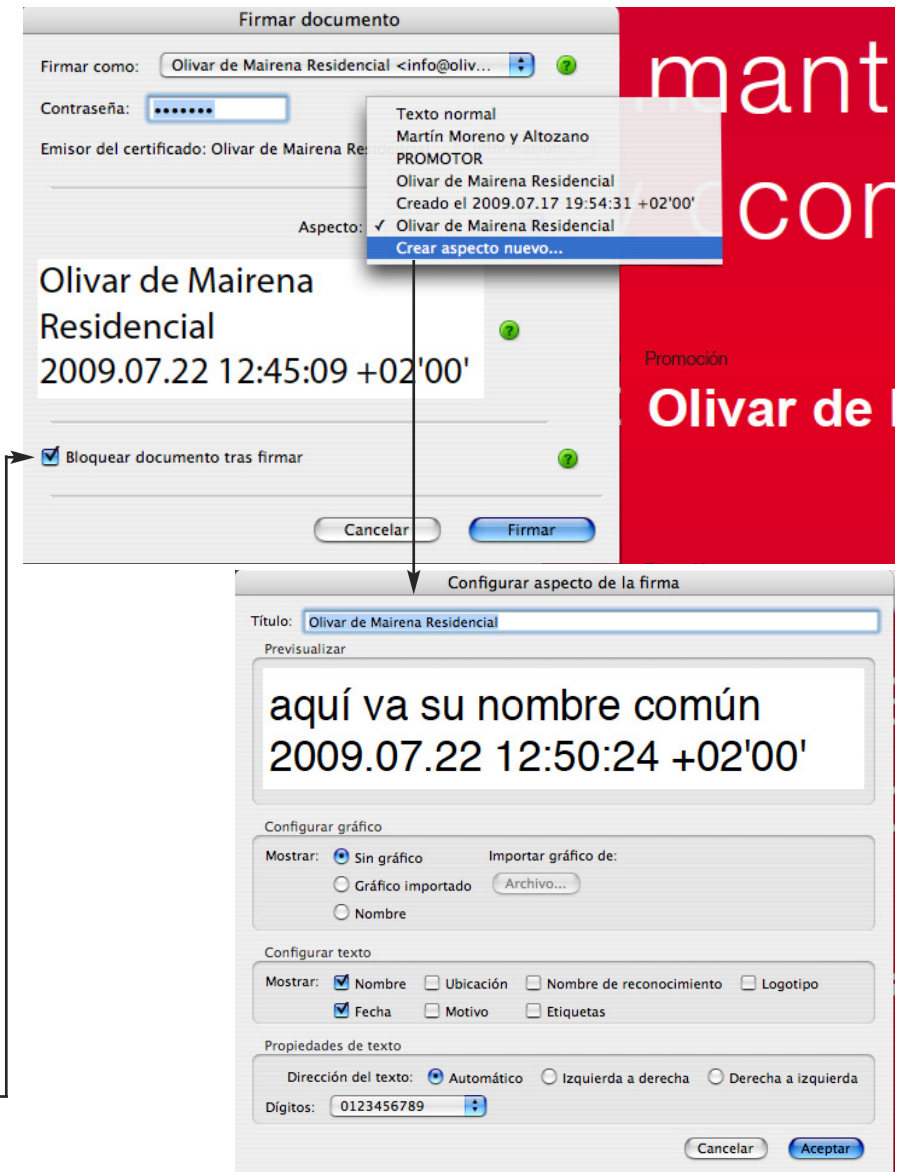 Firmar documento
Firmar como: Olivar de Mairena Residencial <info@oliv...
Contraseña: •••••••
Emisor del certificado: Olivar de Mairena Re
Texto normal
Martín Moreno y Altozano
PROMOTOR
Olivar de Mairena Residencial
Creado el 2009.07.17 19:54:31 +02'00'
Aspecto: ✓ Olivar de Mairena Residencial
Crear aspecto nuevo...
Olivar de Mairena
Residencial
2009.07.22 12:45:09 +02'00'
Bloquear documento tras firmar
Cancelar Firmar
mant
y con
Promoción
Olivar de
Configurar aspecto de la firma
Título: Olivar de Mairena Residencial
Previsualizar
aquí va su nombre común
2009.07.22 12:50:24 +02'00'
Configurar gráfico
Mostrar: Sin gráfico Importar gráfico de:
Gráfico importado Archivo...
Nombre
Configurar texto
Mostrar: Nombre Ubicación Nombre de reconocimiento Logotipo
Fecha Motivo Etiquetas
Propiedades de texto
Dirección del texto: Automático Izquierda a derecha Derecha a izquierda
Dígitos: 0123456789
Cancelar Aceptar